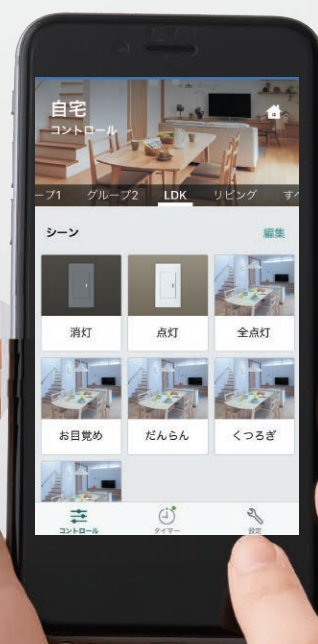 自宅
コントロール
ープ1 グループ2 LDK リビング すべ
シーン 編集
消灯 点灯 全点灯
お目覚め だんらん くつろぎ
コントロール タイマー 設定